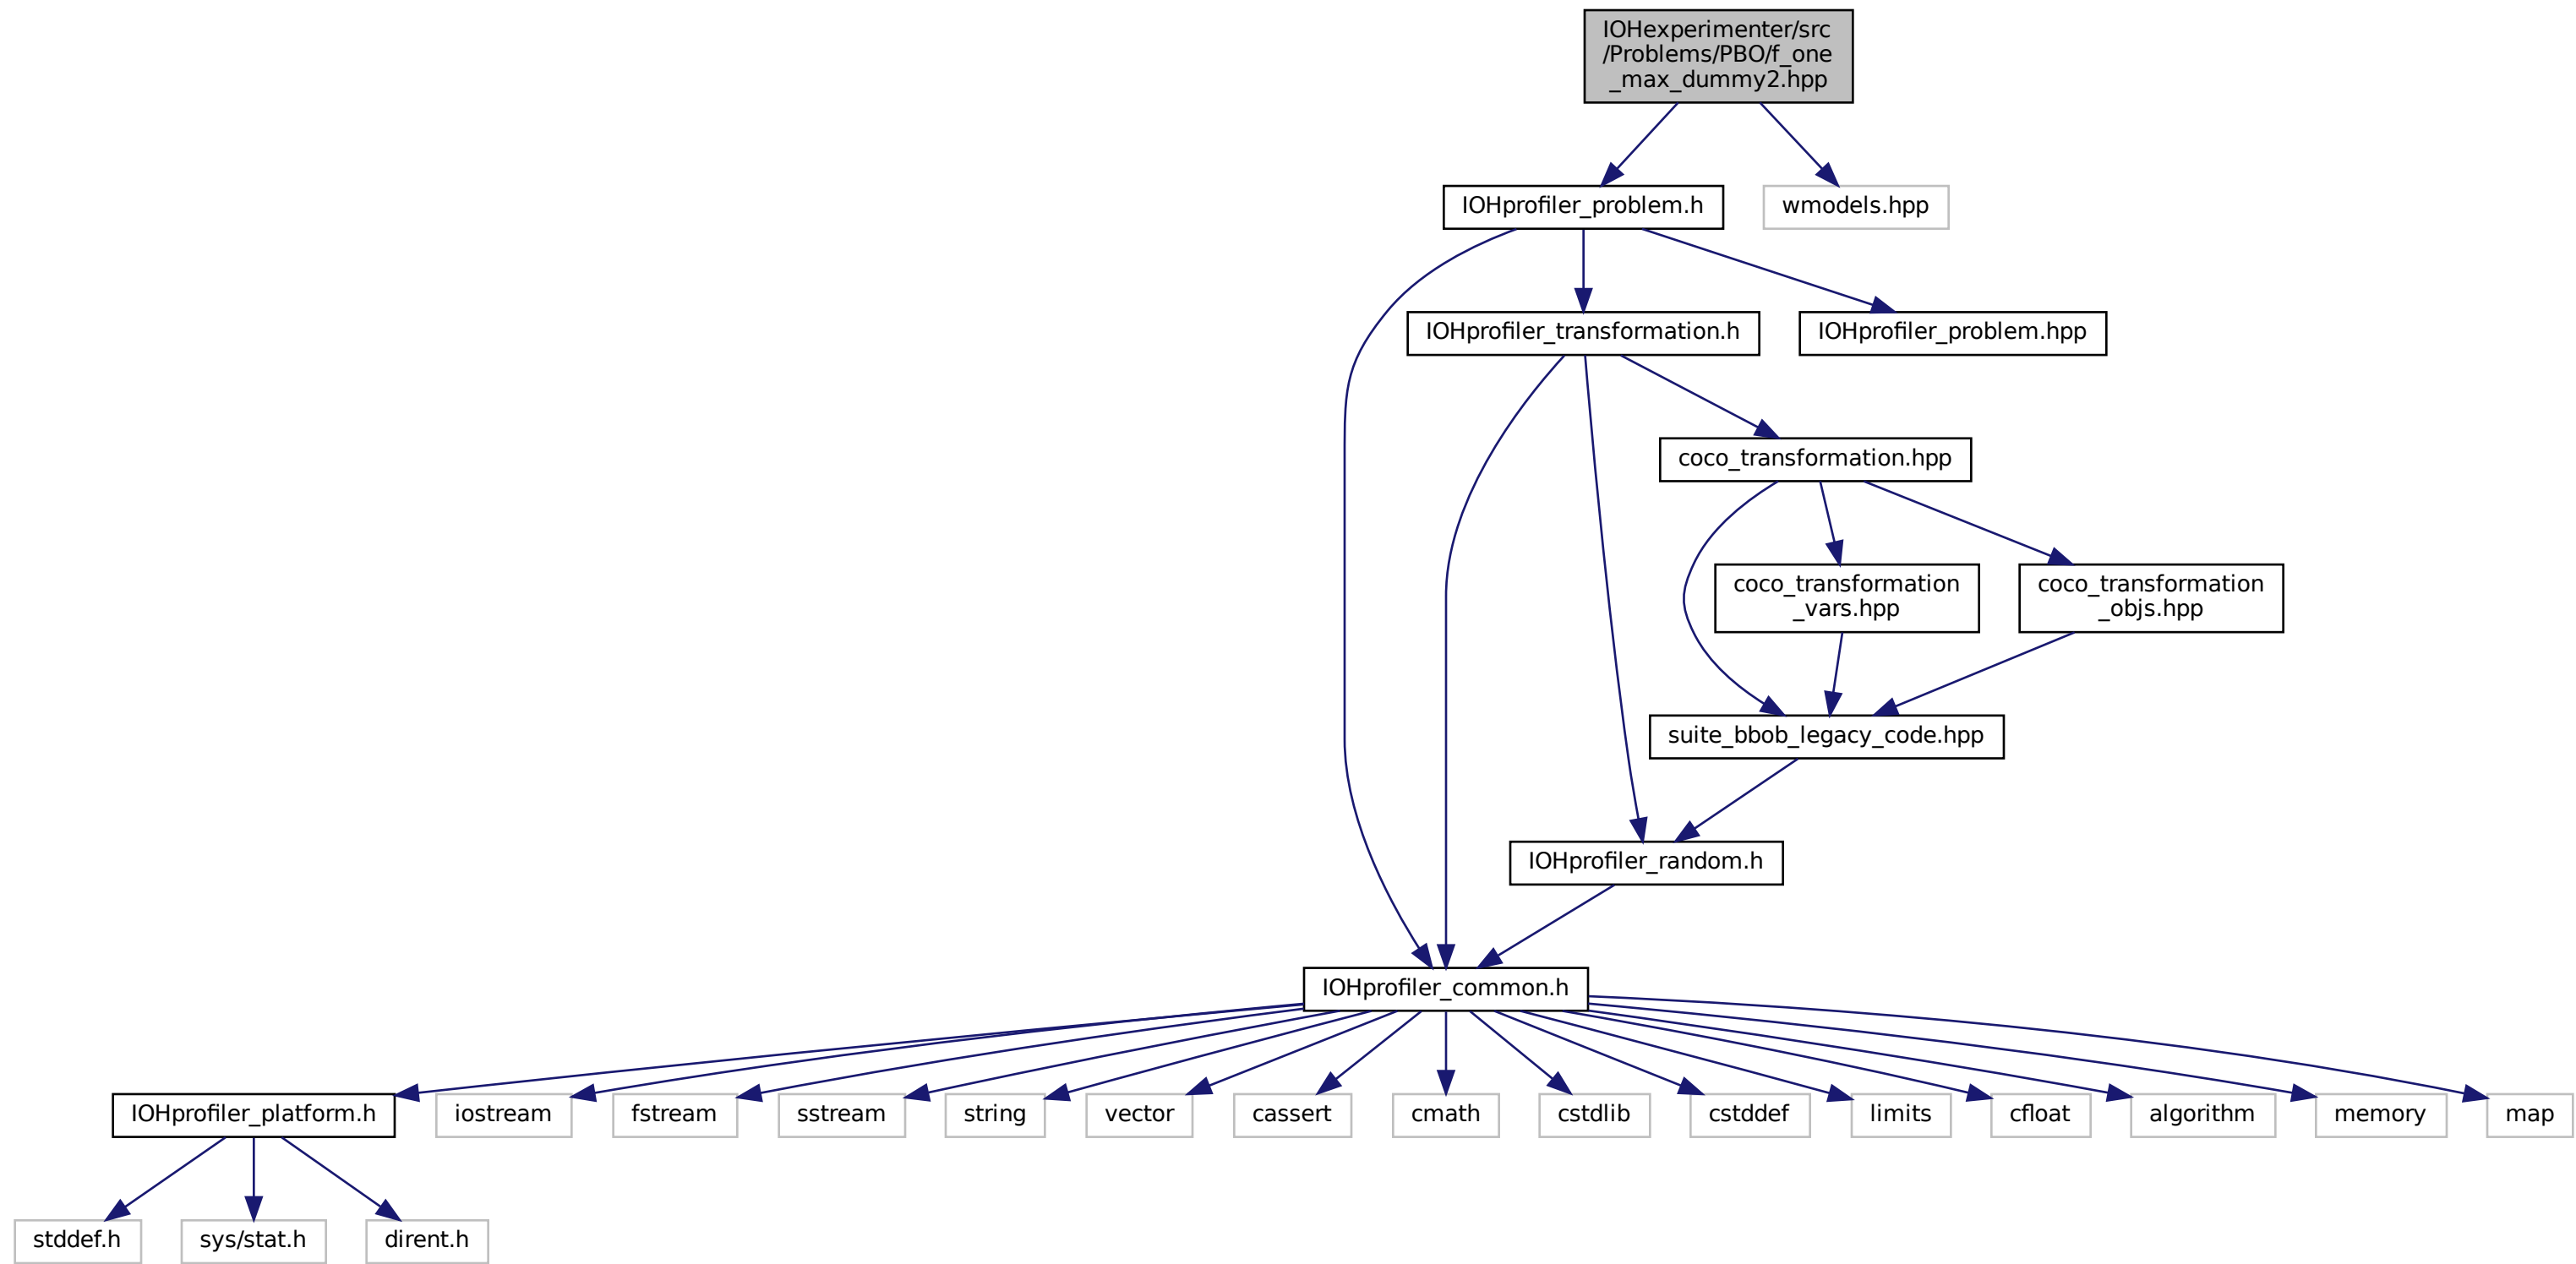 IOHexperimenter/src
/Problems/PBO/f_one
_max_dummy2.hpp
IOHprofiler_problem.h
wmodels.hpp
IOHprofiler_transformation.h
IOHprofiler_problem.hpp
coco_transformation.hpp
coco_transformation
_vars.hpp
coco_transformation
_objs.hpp
suite_bbob_legacy_code.hpp
IOHprofiler_random.h
IOHprofiler_common.h
IOHprofiler_platform.h
iostream
fstream
sstream
string
vector
cassert
cmath
cstdlib
cstddef
limits
cfloat
algorithm
memory
map
stddef.h
sys/stat.h
dirent.h